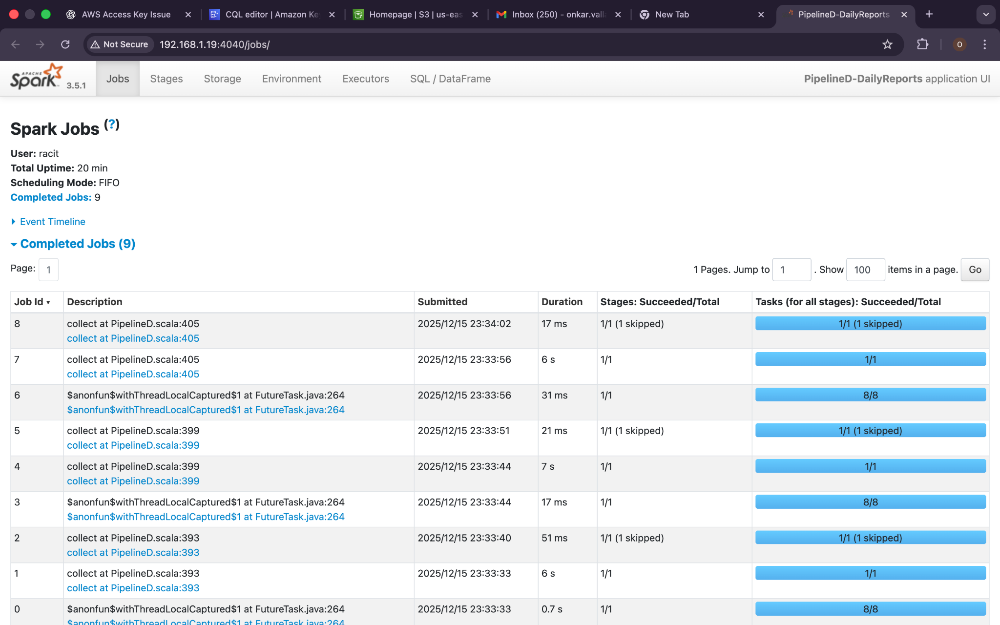 AWS Access Key Issue
CQL editor | Amazon Ke
Homepage | S3 | us-eas
Inbox (250) - onkar.valla
New Tab
PipelineD-DailyReports
Not Secure 192.168.1.19:4040/jobs/
O
APACHE Spark 3.5.1 Jobs Stages Storage Environment Executors SQL / DataFrame PipelineD-DailyReports application UI
Spark Jobs (?)
User: racit
Total Uptime: 20 min
Scheduling Mode: FIFO
Completed Jobs: 9
Event Timeline
Completed Jobs (9)
Page: 1 1 Pages. Jump to 1 . Show 100 items in a page. Go
Job Id ▾ Description Submitted Duration Stages: Succeeded/Total Tasks (for all stages): Succeeded/Total
8 collect at PipelineD.scala:405 2025/12/15 23:34:02 17 ms 1/1 (1 skipped) 1/1 (1 skipped)
collect at PipelineD.scala:405
7 collect at PipelineD.scala:405 2025/12/15 23:33:56 6 s 1/1 1/1
collect at PipelineD.scala:405
6 $anonfun$withThreadLocalCaptured$1 at FutureTask.java:264 2025/12/15 23:33:56 31 ms 1/1 8/8
$anonfun$withThreadLocalCaptured$1 at FutureTask.java:264
5 collect at PipelineD.scala:399 2025/12/15 23:33:51 21 ms 1/1 (1 skipped) 1/1 (1 skipped)
collect at PipelineD.scala:399
4 collect at PipelineD.scala:399 2025/12/15 23:33:44 7 s 1/1 1/1
collect at PipelineD.scala:399
3 $anonfun$withThreadLocalCaptured$1 at FutureTask.java:264 2025/12/15 23:33:44 17 ms 1/1 8/8
$anonfun$withThreadLocalCaptured$1 at FutureTask.java:264
2 collect at PipelineD.scala:393 2025/12/15 23:33:40 51 ms 1/1 (1 skipped) 1/1 (1 skipped)
collect at PipelineD.scala:393
1 collect at PipelineD.scala:393 2025/12/15 23:33:33 6 s 1/1 1/1
collect at PipelineD.scala:393
0 $anonfun$withThreadLocalCaptured$1 at FutureTask.java:264 2025/12/15 23:33:33 0.7 s 1/1 8/8
$anonfun$withThreadLocalCaptured$1 at FutureTask.java:264